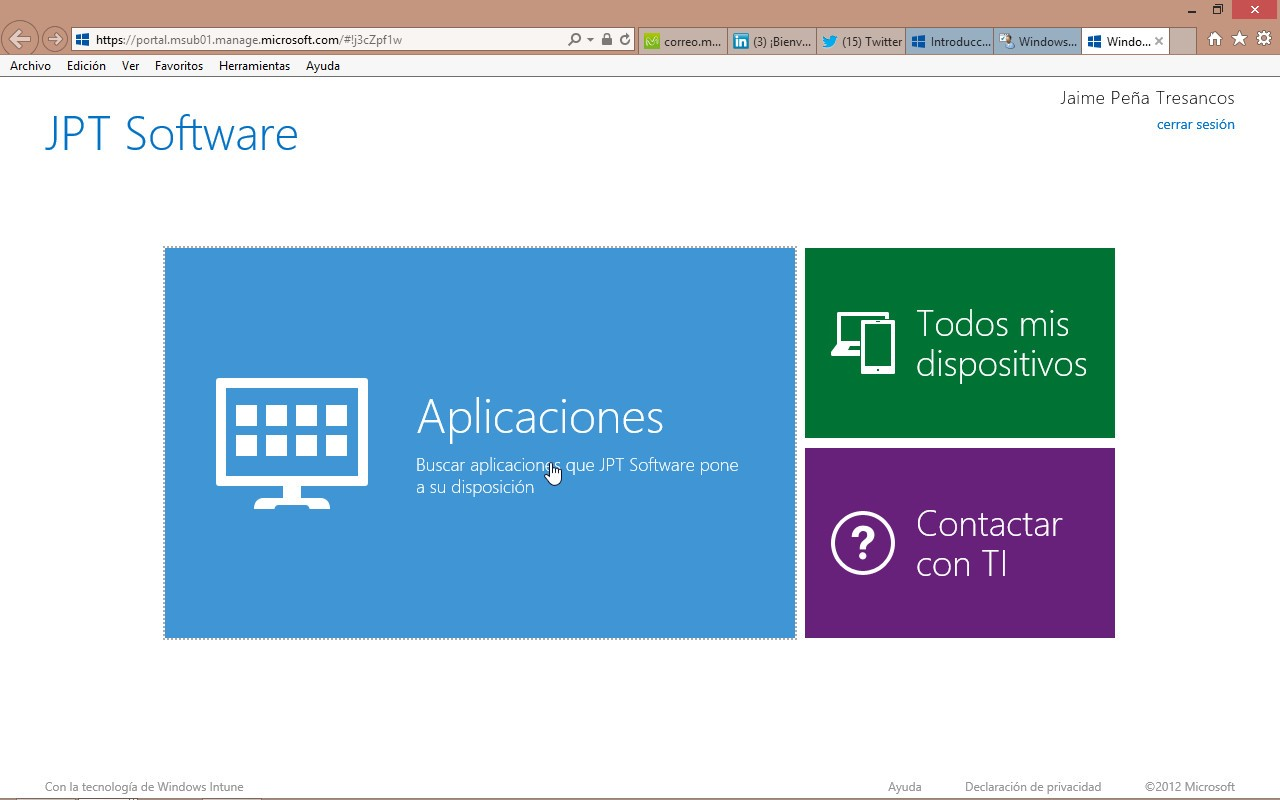 https://portal.msub01.manage.microsoft.com/#!j3cZpf1w
correo.m...
(3) ¡Bienv...
(15) Twitter
Introducc...
Windows...
Windo...
Archivo
Edición
Ver
Favoritos
Herramientas
Ayuda
Jaime Peña Tresancos
cerrar sesión
JPT Software
Aplicaciones
Buscar aplicaciones que JPT Software pone
a su disposición
Todos mis
dispositivos
Contactar
con TI
Con la tecnología de Windows Intune
Ayuda
Declaración de privacidad
©2012 Microsoft